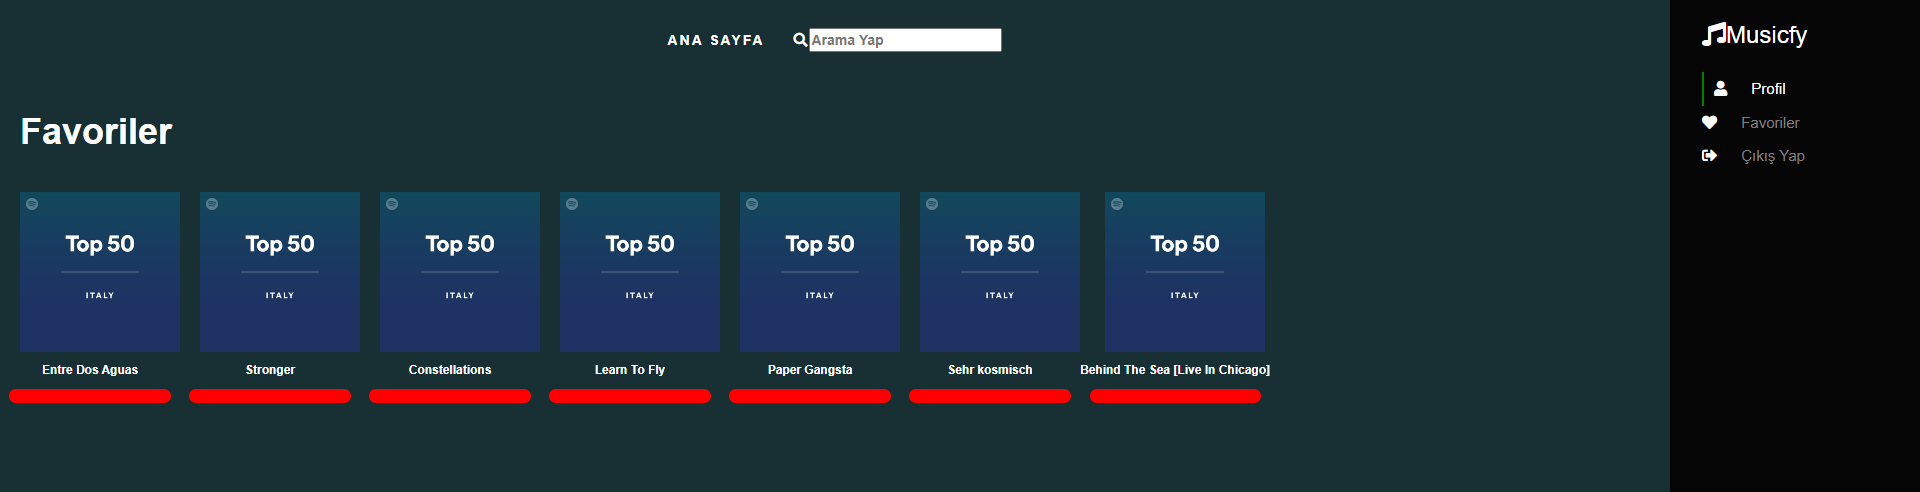 ANA SAYFA
Arama Yap
Musicfy
Profil
Favoriler
Çıkış Yap
Favoriler
Top 50
ITALY
Entre Dos Aguas
Top 50
ITALY
Stronger
Top 50
ITALY
Constellations
Top 50
ITALY
Learn To Fly
Top 50
ITALY
Paper Gangsta
Top 50
ITALY
Sehr kosmisch
Top 50
ITALY
Behind The Sea [Live In Chicago]